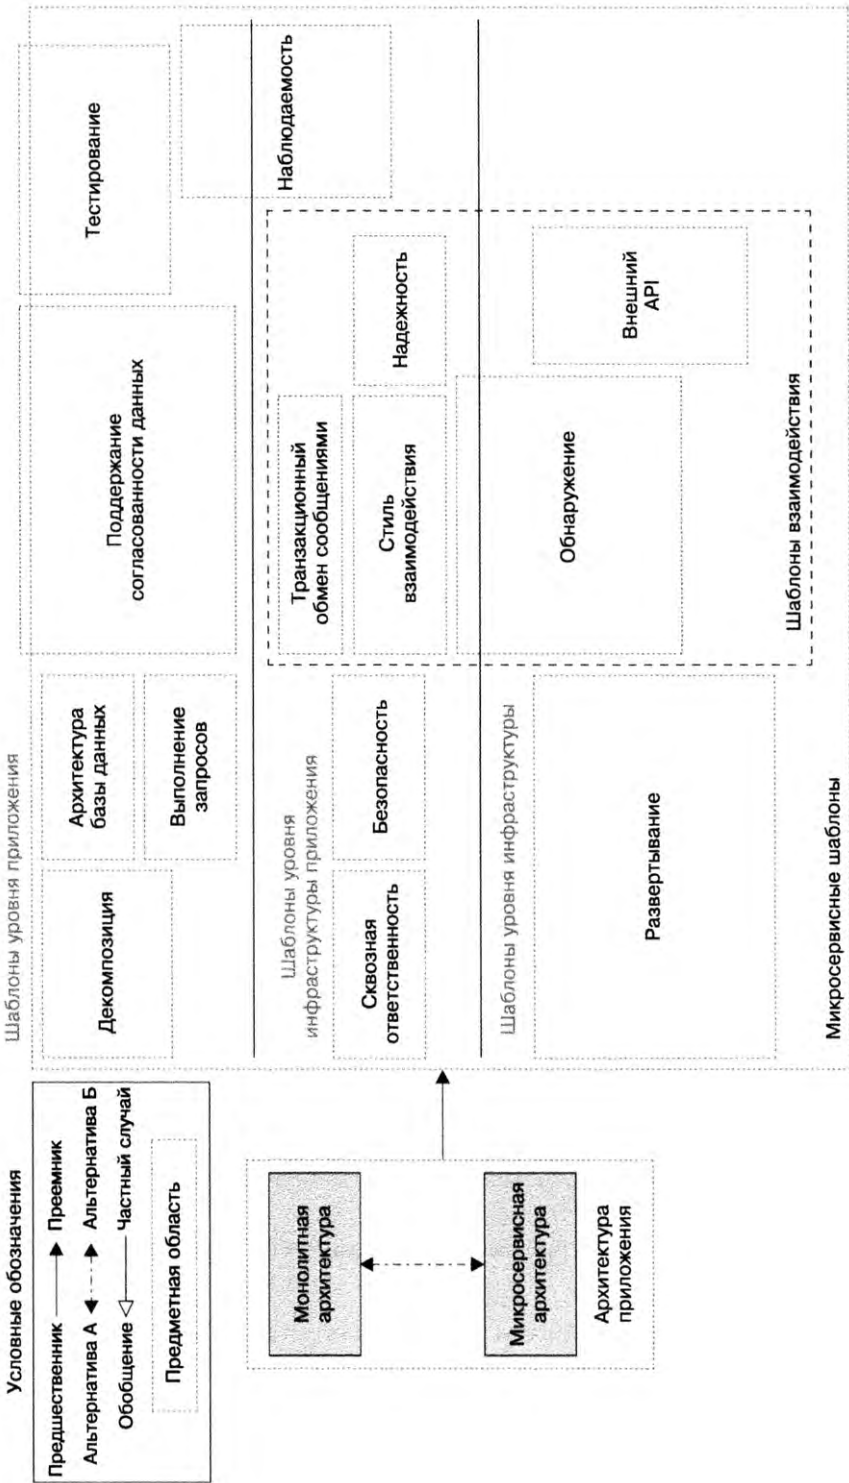 Условные обозначения
Предшественник
Преемник
Альтернатива А
Альтернатива Б
Обобщение
Частный случай
Предметная область
Монолитная
архитектура
Микросервисная
архитектура
Архитектура
приложения
Шаблоны уровня приложения
Декомпозиция
Архитектура
базы данных
Выполнение
запросов
Поддержание
согласованности данных
Тестирование
Наблюдаемость
Шаблоны уровня
инфраструктуры приложения
Сквозная
ответственность
Безопасность
Транзакционный
обмен сообщениями
Стиль
взаимодействия
Надежность
Шаблоны уровня инфраструктуры
Развертывание
Обнаружение
Внешний
API
Шаблоны взаимодействия
Микросервисные шаблоны